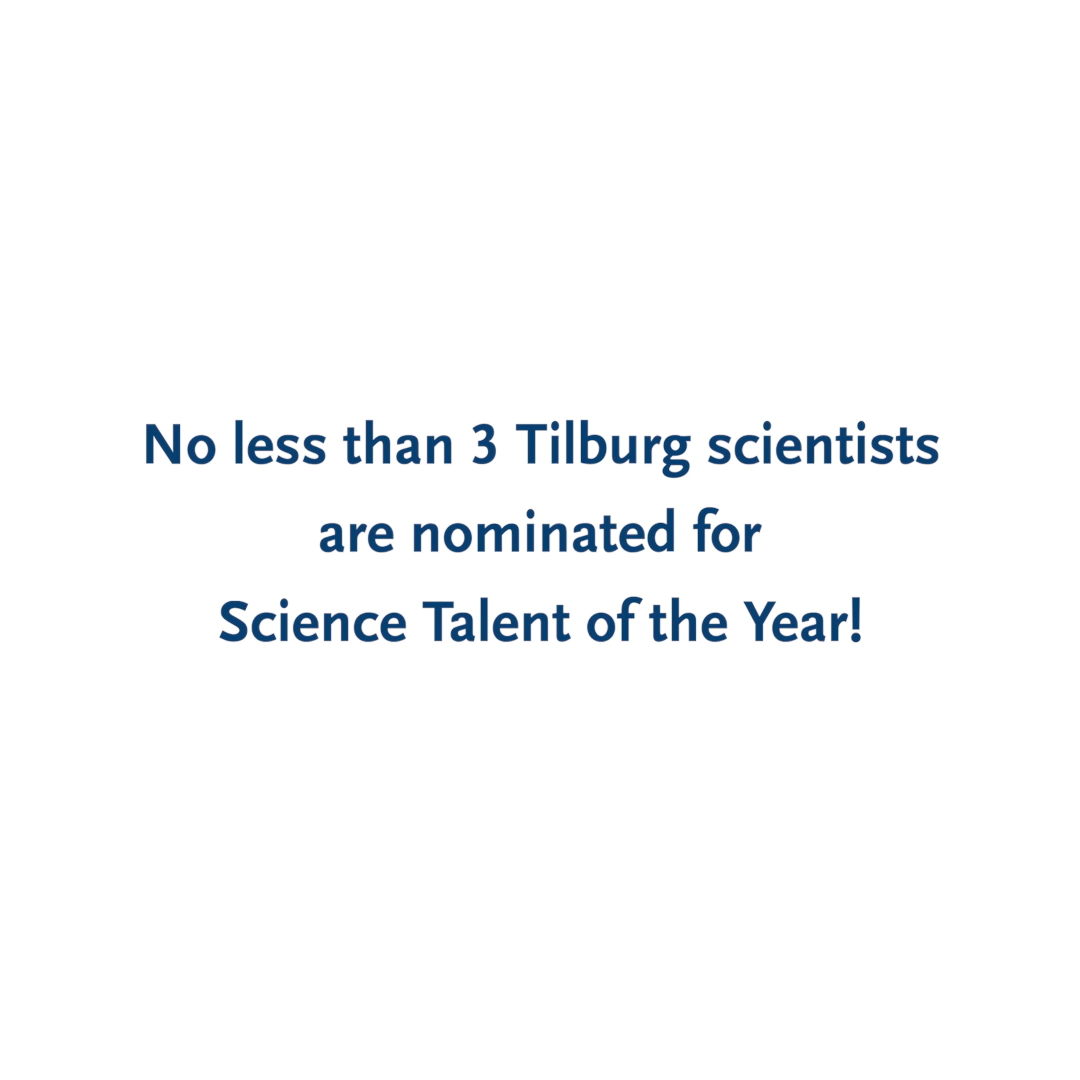 No less than 3 Tilburg scientists
are nominated for
Science Talent of the Year!